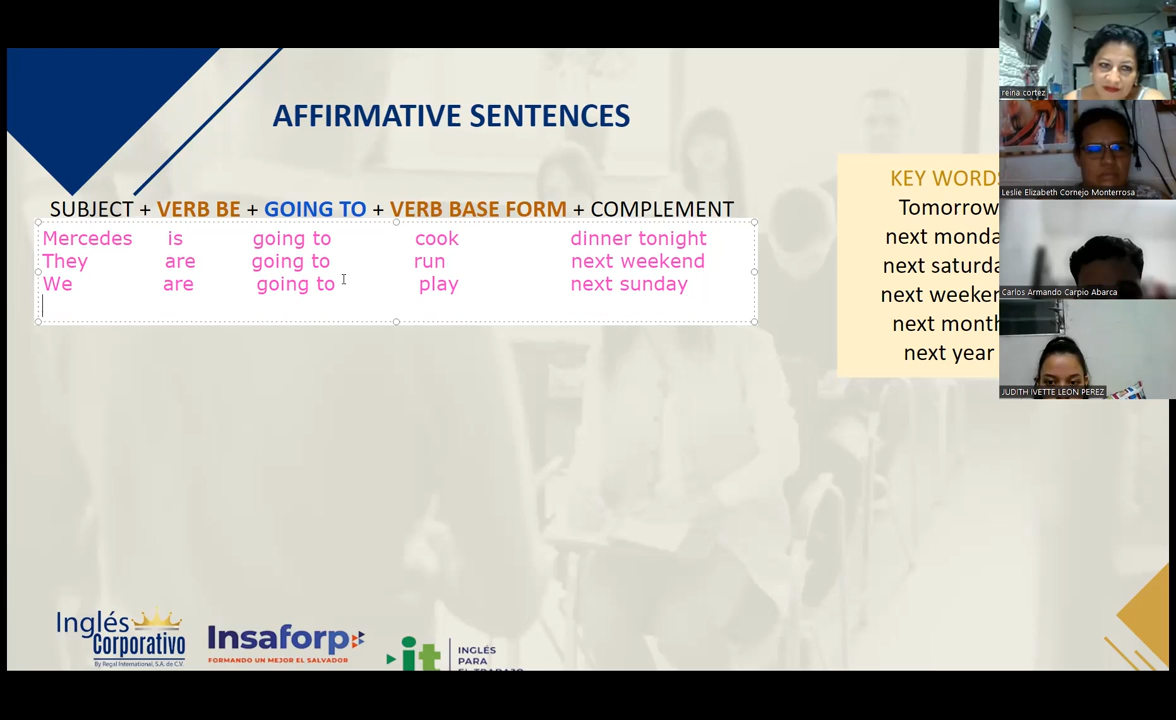 AFFIRMATIVE SENTENCES
SUBJECT + VERB BE + GOING TO + VERB BASE FORM + COMPLEMENT
Mercedes is going to cook dinner tonight
They are going to run next weekend
We are going to play next sunday
KEY WORDS
Tomorrow
next monda
next saturda
next weeken
next month
next year
reina cortez
Leslie Elizabeth Cornejo Monterrosa
Carlos Armando Carpio Abarca
JUDITH IVETTE LEON PEREZ
Inglés
Corporativo
By Regal International, S.A. de C.V.
Insaforp
FORMANDO UN MEJOR EL SALVADOR
it
INGLÉS
PARA
EL TRABAJO